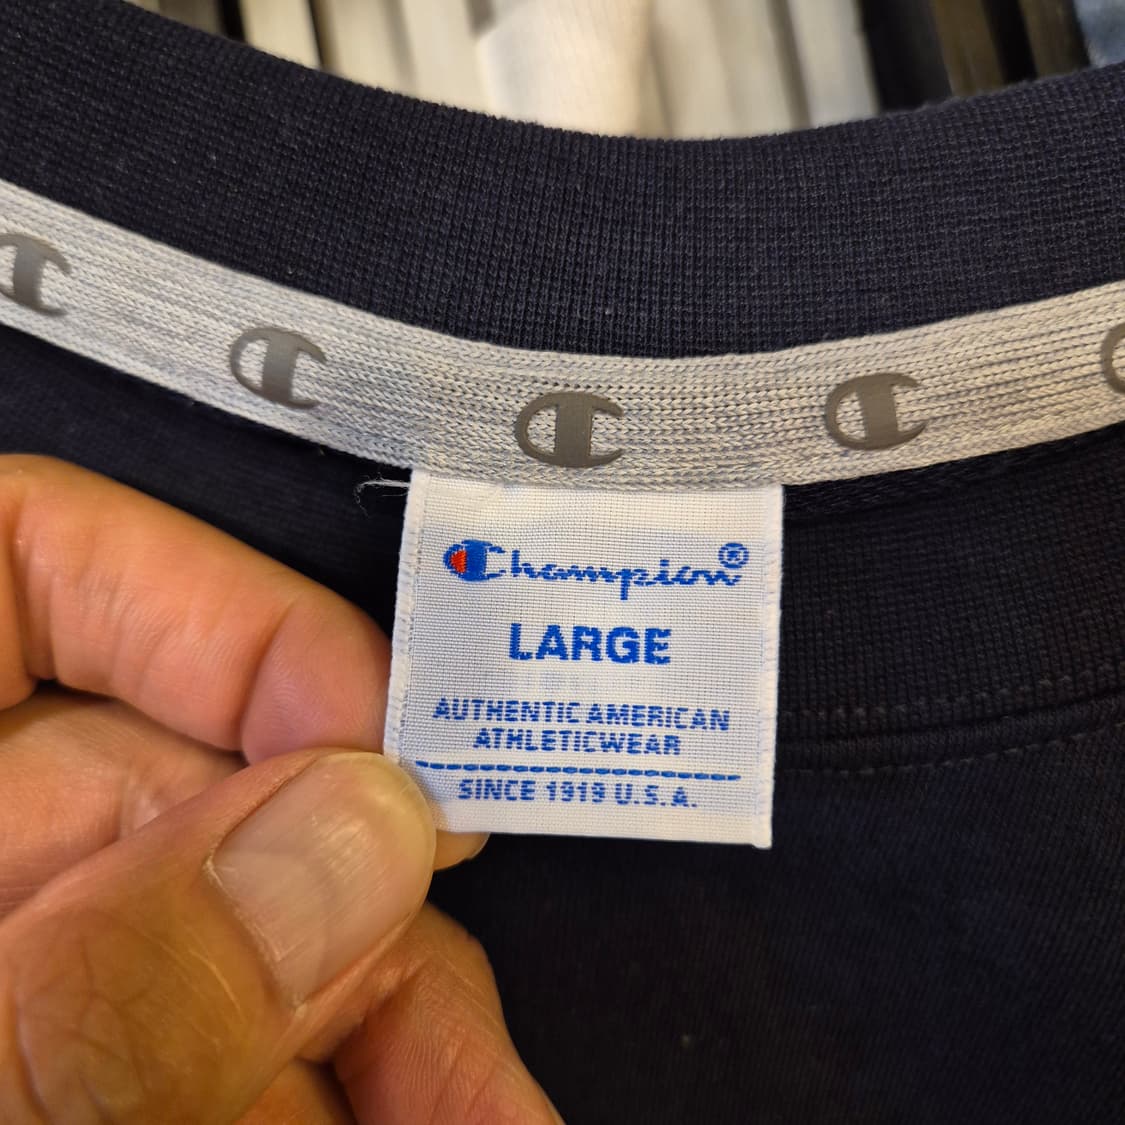 Champion®
LARGE
AUTHENTIC AMERICAN
ATHLETICWEAR
SINCE 1919 U.S.A.